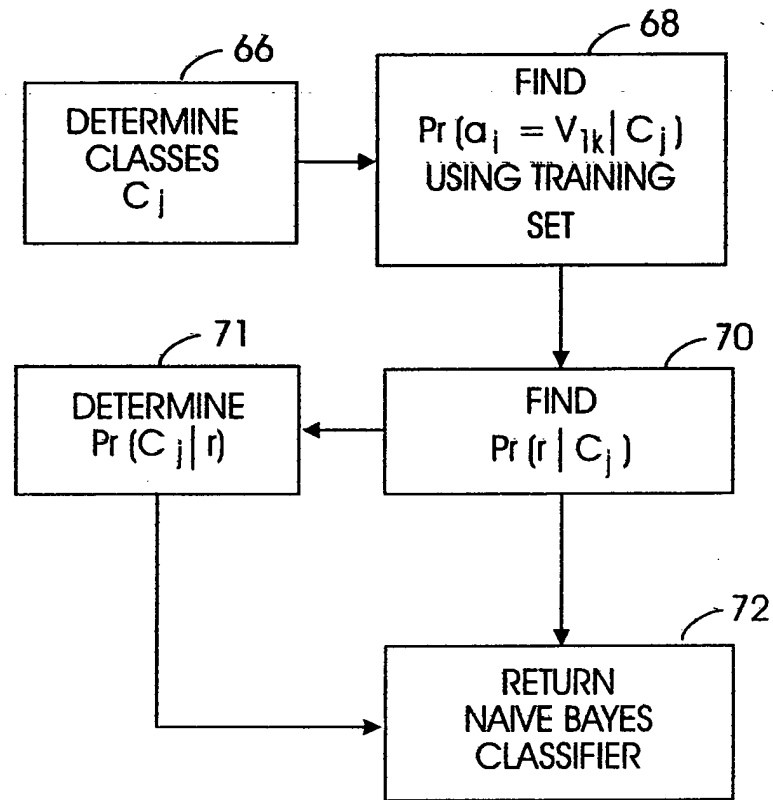 66
DETERMINE
CLASSES
C j
68
FIND
Pr (a i = V 1k | C j)
USING TRAINING
SET
71
DETERMINE
Pr (C j | r)
70
FIND
Pr (r | C j )
72
RETURN
NAIVE BAYES
CLASSIFIER